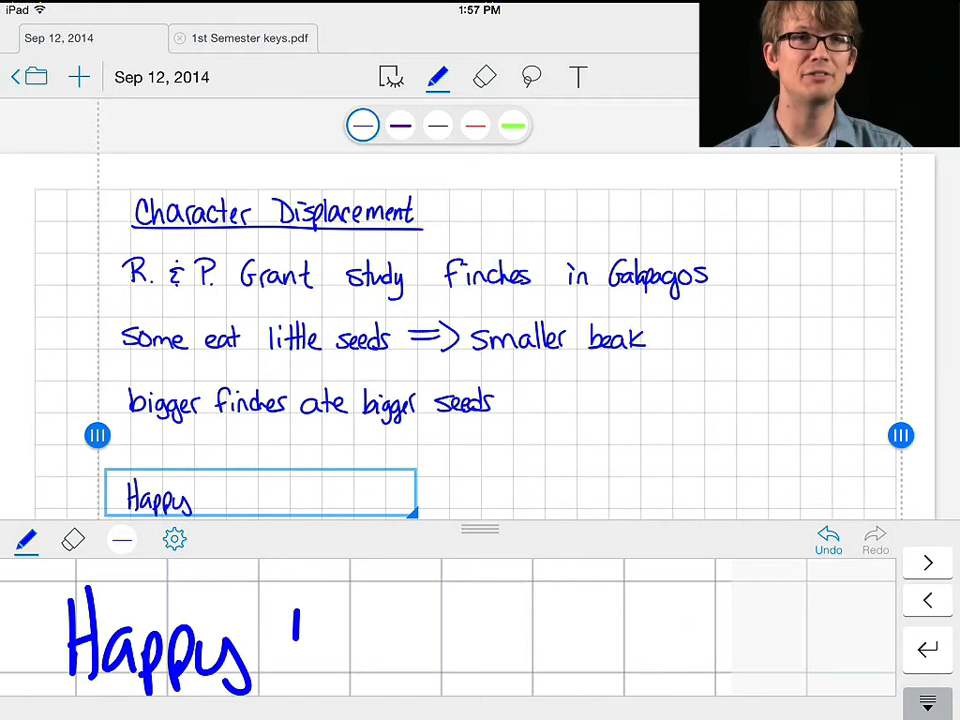 iPad 1:57 PM
Sep 12, 2014 1st Semester keys.pdf
Sep 12, 2014 T
Character Displacement
R. & P. Grant study finches in Galapagos
some eat little seeds => smaller beak
bigger finches ate bigger seeds
Happy
Undo Redo
Happy